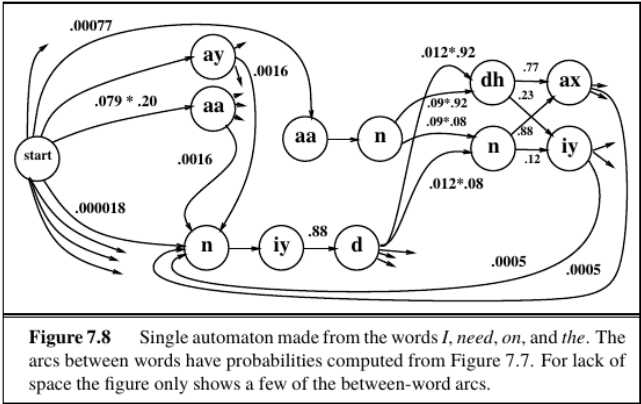 .00077
ay
.012*.92
dh
.77
ax
.0016
.079 * .20
aa
.09*.92
.23
aa
n
.09*.08
n
.88
iy
start
.0016
.12
.012*.08
.000018
n
iy
.88
d
.0005
.0005
Figure 7.8 Single automaton made from the words I, need, on, and the. The
arcs between words have probabilities computed from Figure 7.7. For lack of
space the figure only shows a few of the between-word arcs.